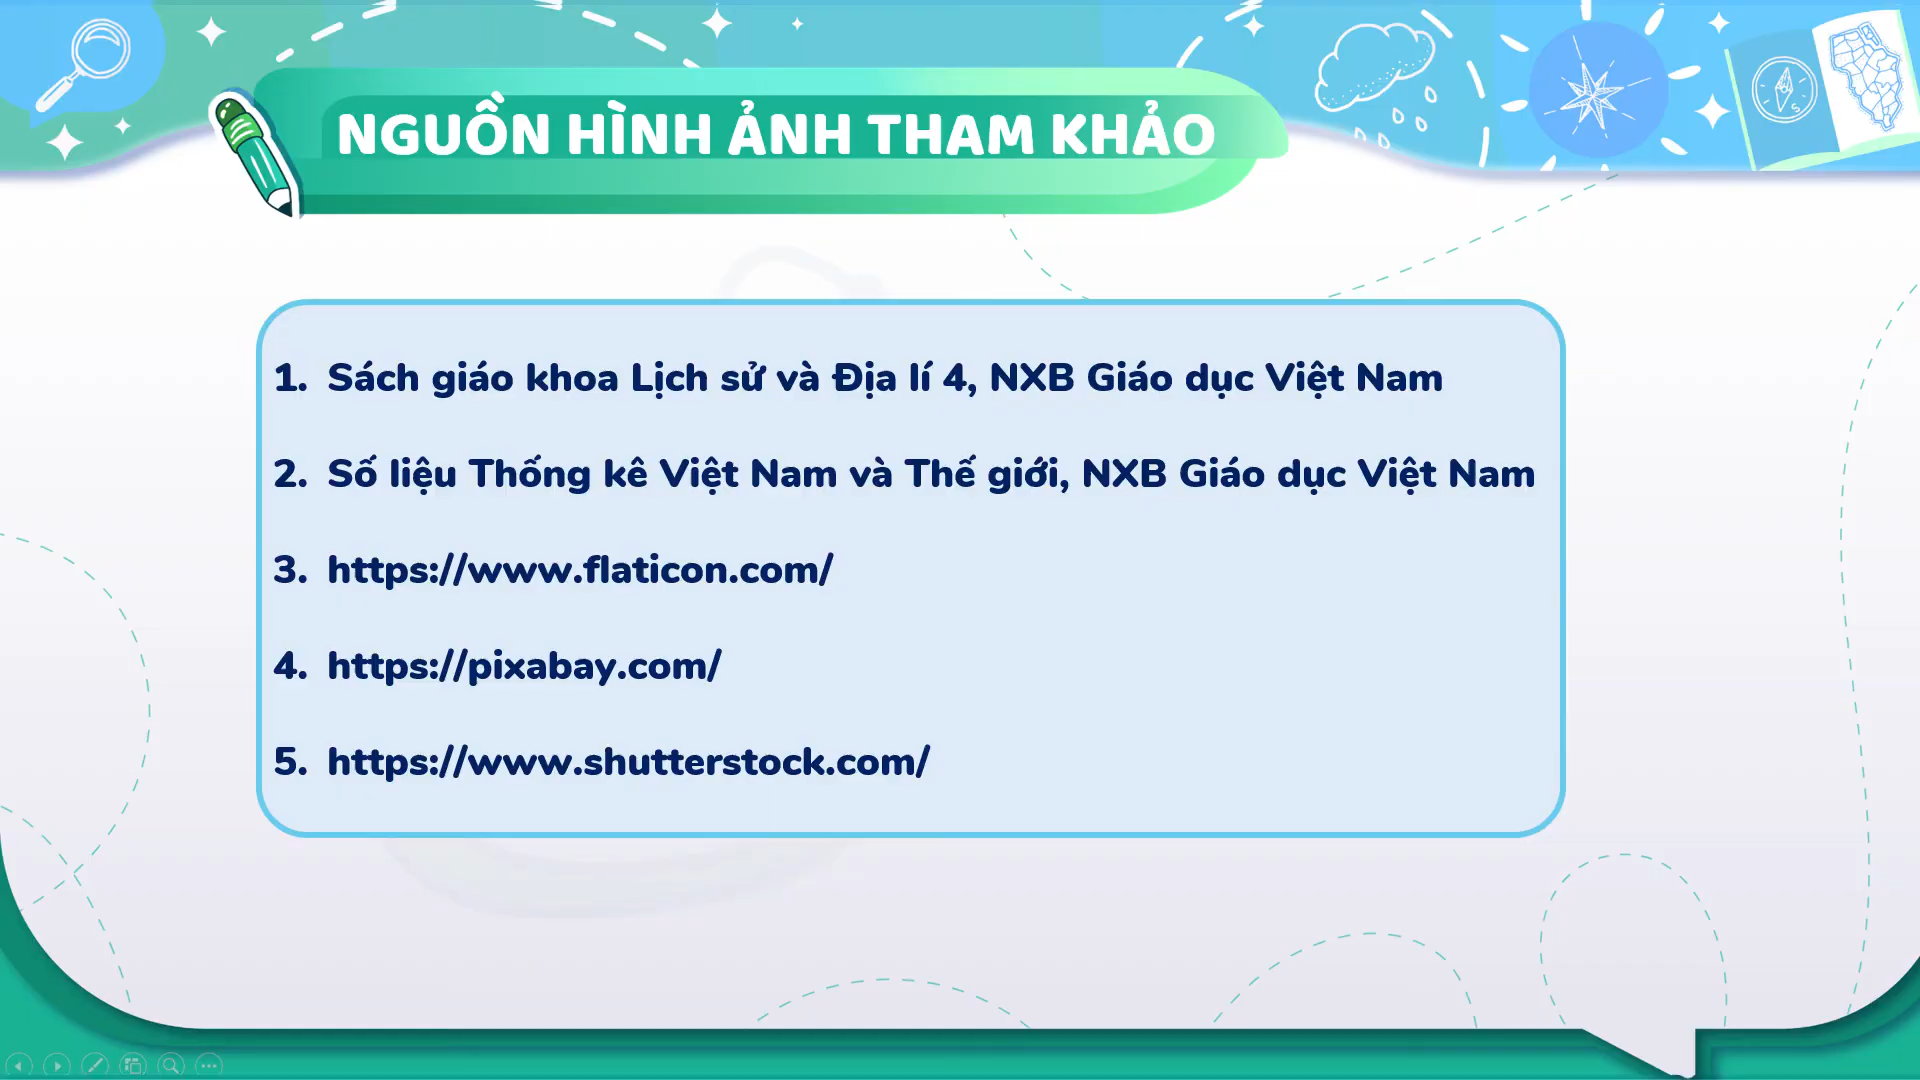 NGUỒN HÌNH ẢNH THAM KHẢO
1. Sách giáo khoa Lịch sử và Địa lí 4, NXB Giáo dục Việt Nam
2. Số liệu Thống kê Việt Nam và Thế giới, NXB Giáo dục Việt Nam
3. https://www.flaticon.com/
4. https://pixabay.com/
5. https://www.shutterstock.com/